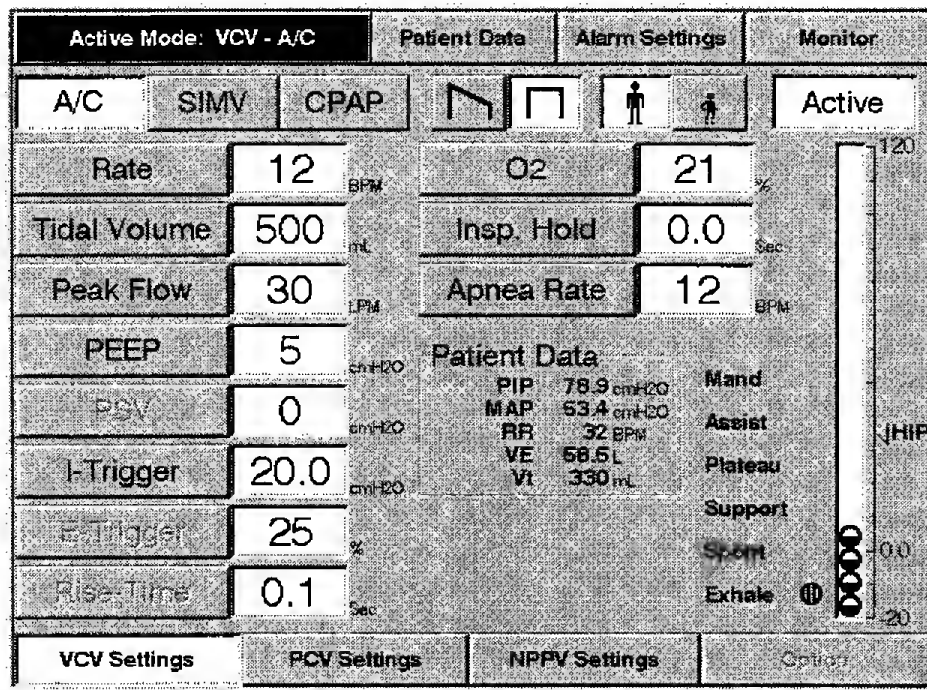 Active Mode: VCV - A/C Patient Data Alarm Settings Monitor
A/C SIMV CPAP Active
Rate 12 BPM O2 21 % 120
Tidal Volume 500 mL Insp. Hold 0.0 Sec
Peak Flow 30 LPM Apnea Rate 12 BPM
PEEP 5 cmH2O Patient Data
PIP 78.9 cmH2O Mand
PSV 0 cmH2O MAP 53.4 cmH2O Assist
RR 32 BPM HIP
VE 58.5 L Plateau
I-Trigger 20.0 cmH2O Vt 330 mL
Support
E-Trigger 25 % Spont 0.0
Rise-Time 0.1 Sec Exhale -20
VCV Settings PCV Settings NPPV Settings Option